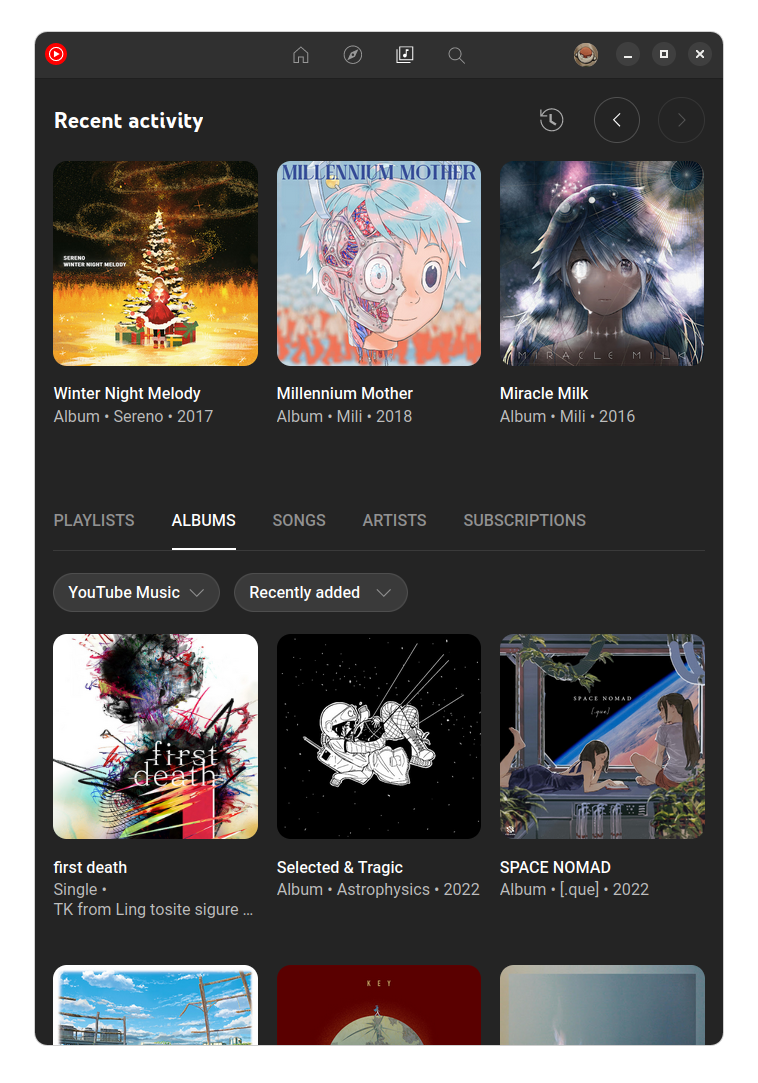 Recent activity
SERENO
WINTER NIGHT MELODY
MILLENNIUM MOTHER
MIRACLE MILK
Winter Night Melody
Album • Sereno • 2017
Millennium Mother
Album • Mili • 2018
Miracle Milk
Album • Mili • 2016
PLAYLISTS
ALBUMS
SONGS
ARTISTS
SUBSCRIPTIONS
YouTube Music
Recently added
first
death
SPACE NOMAD
[.que]
first death
Single •
TK from Ling tosite sigure ...
Selected & Tragic
Album • Astrophysics • 2022
SPACE NOMAD
Album • [.que] • 2022
KEY